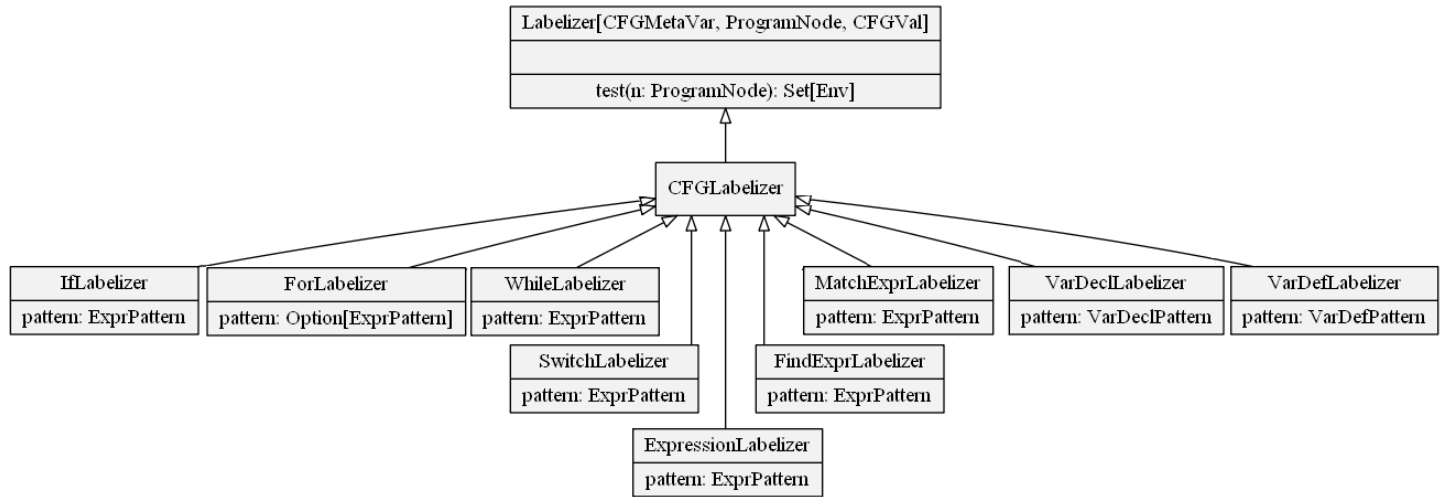 Labelizer[CFGMetaVar, ProgramNode, CFGVal]
test(n: ProgramNode): Set[Env]
CFGLabelizer
IfLabelizer
pattern: ExprPattern
ForLabelizer
pattern: Option[ExprPattern]
WhileLabelizer
pattern: ExprPattern
MatchExprLabelizer
pattern: ExprPattern
VarDeclLabelizer
pattern: VarDeclPattern
VarDefLabelizer
pattern: VarDefPattern
SwitchLabelizer
pattern: ExprPattern
FindExprLabelizer
pattern: ExprPattern
ExpressionLabelizer
pattern: ExprPattern